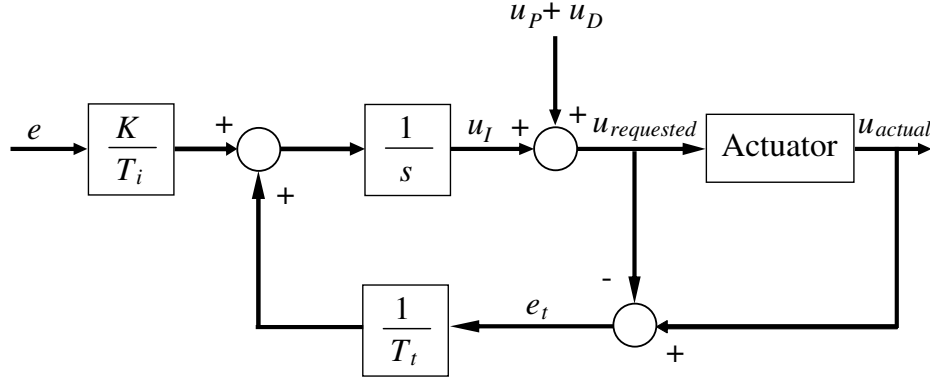 u_P + u_D
e
K
T_i
+
+
1
s
u_I
+
+
u_requested
Actuator
u_actual
-
+
e_t
1
T_t